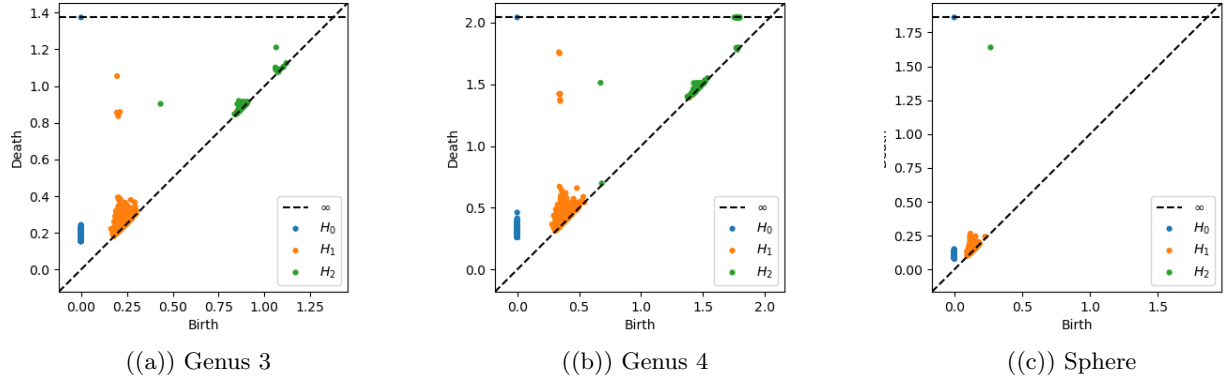 1.4
1.2
1.0
0.8
0.6
0.4
0.2
0.0
Death
0.00 0.25 0.50 0.75 1.00 1.25
Birth
∞
H₀
H₁
H₂
((a)) Genus 3
2.0
1.5
1.0
0.5
0.0
Death
0.0 0.5 1.0 1.5 2.0
Birth
∞
H₀
H₁
H₂
((b)) Genus 4
1.75
1.50
1.25
1.00
0.75
0.50
0.25
0.00
0.0 0.5 1.0 1.5
Birth
∞
H₀
H₁
H₂
((c)) Sphere